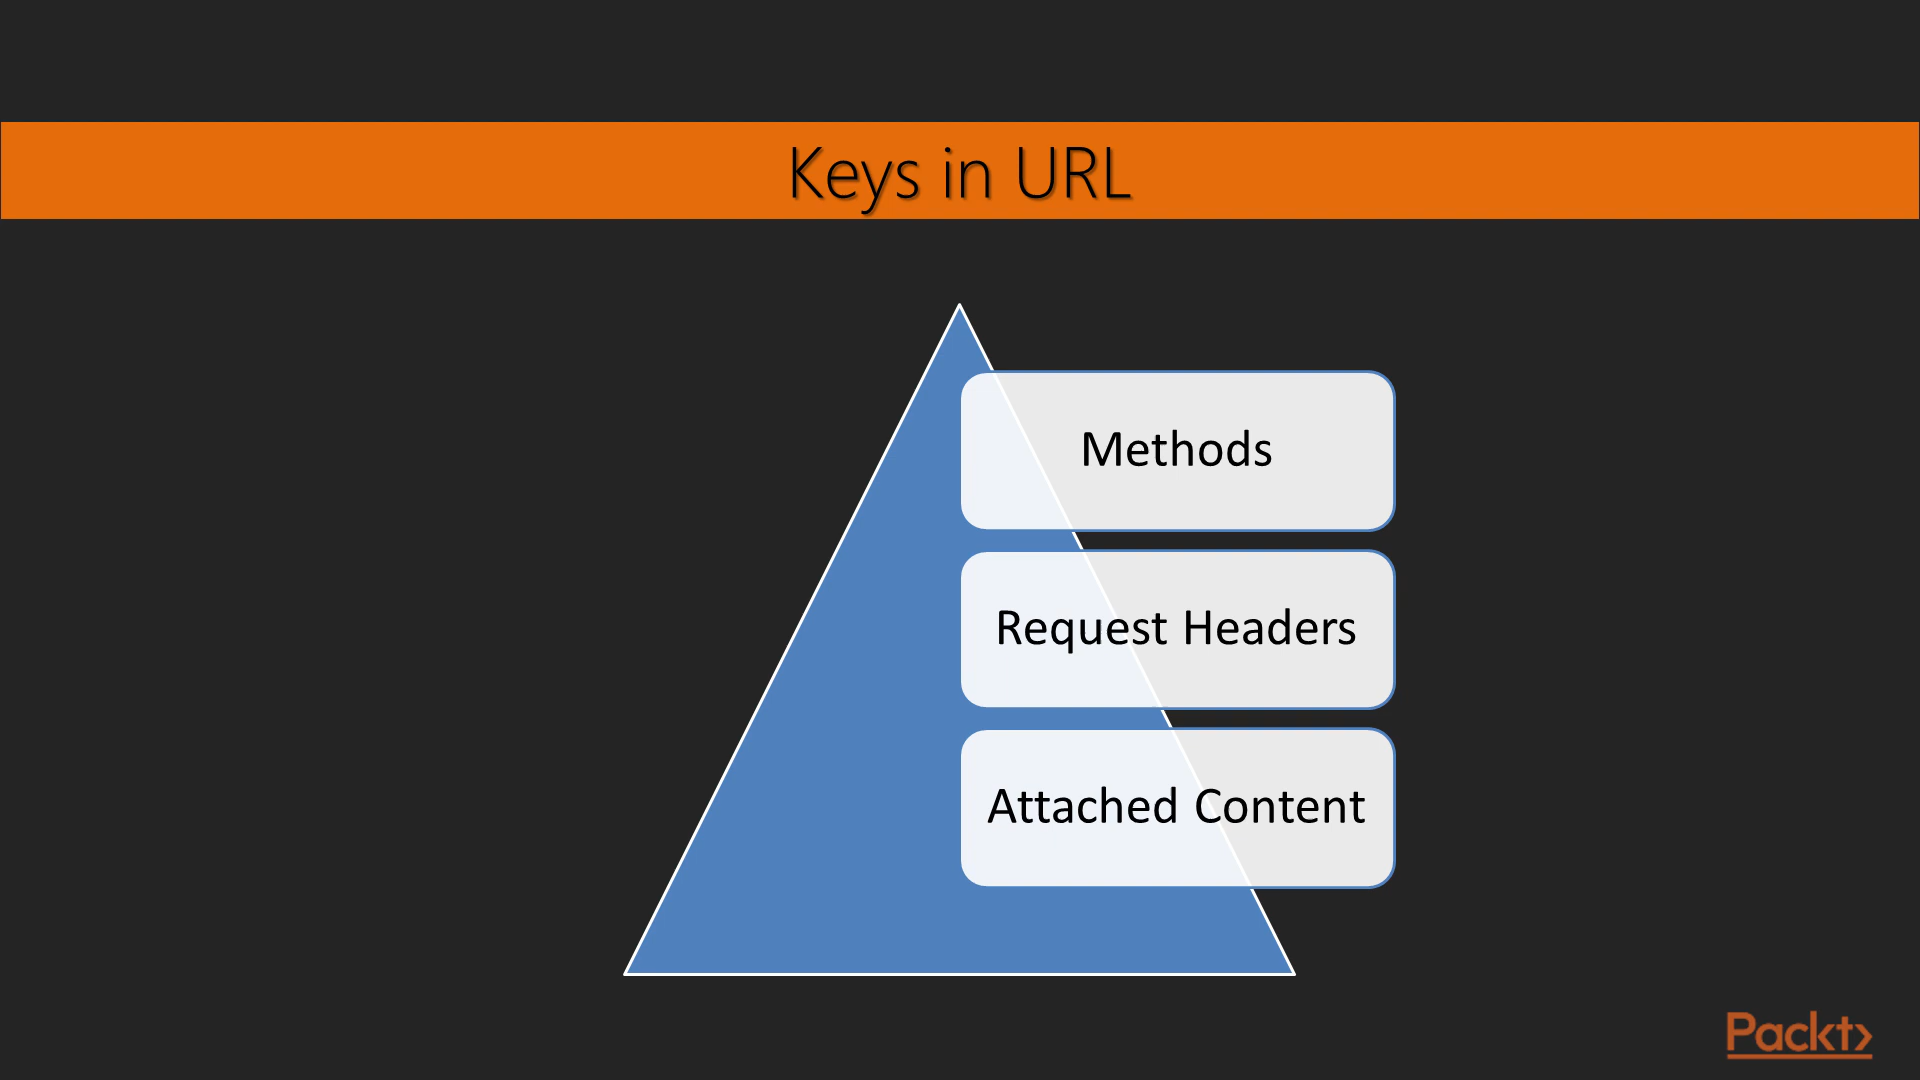 Keys in URL
Methods
Request Headers
Attached Content
Packt>